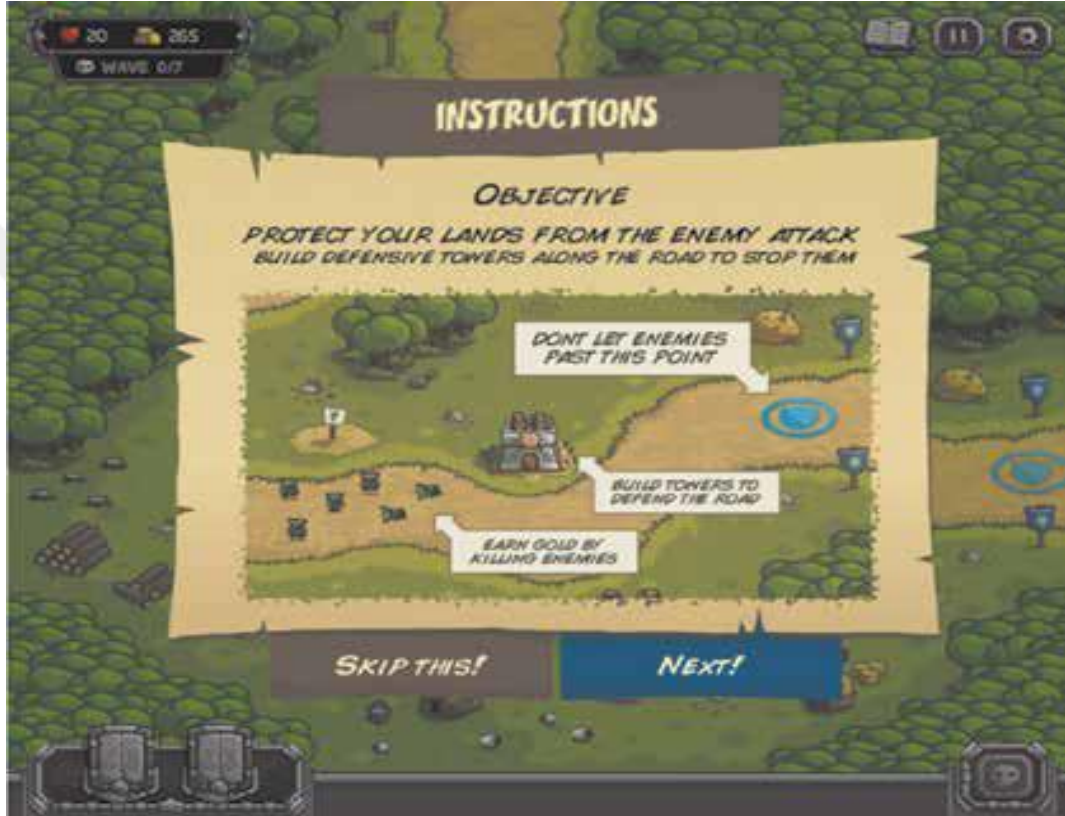 20 265
WAVE 0/7
INSTRUCTIONS
OBJECTIVE
PROTECT YOUR LANDS FROM THE ENEMY ATTACK
BUILD DEFENSIVE TOWERS ALONG THE ROAD TO STOP THEM
DONT LET ENEMIES
PAST THIS POINT
BUILD TOWERS TO
DEFEND THE ROAD
EARN GOLD BY
KILLING ENEMIES
SKIP THIS!
NEXT!